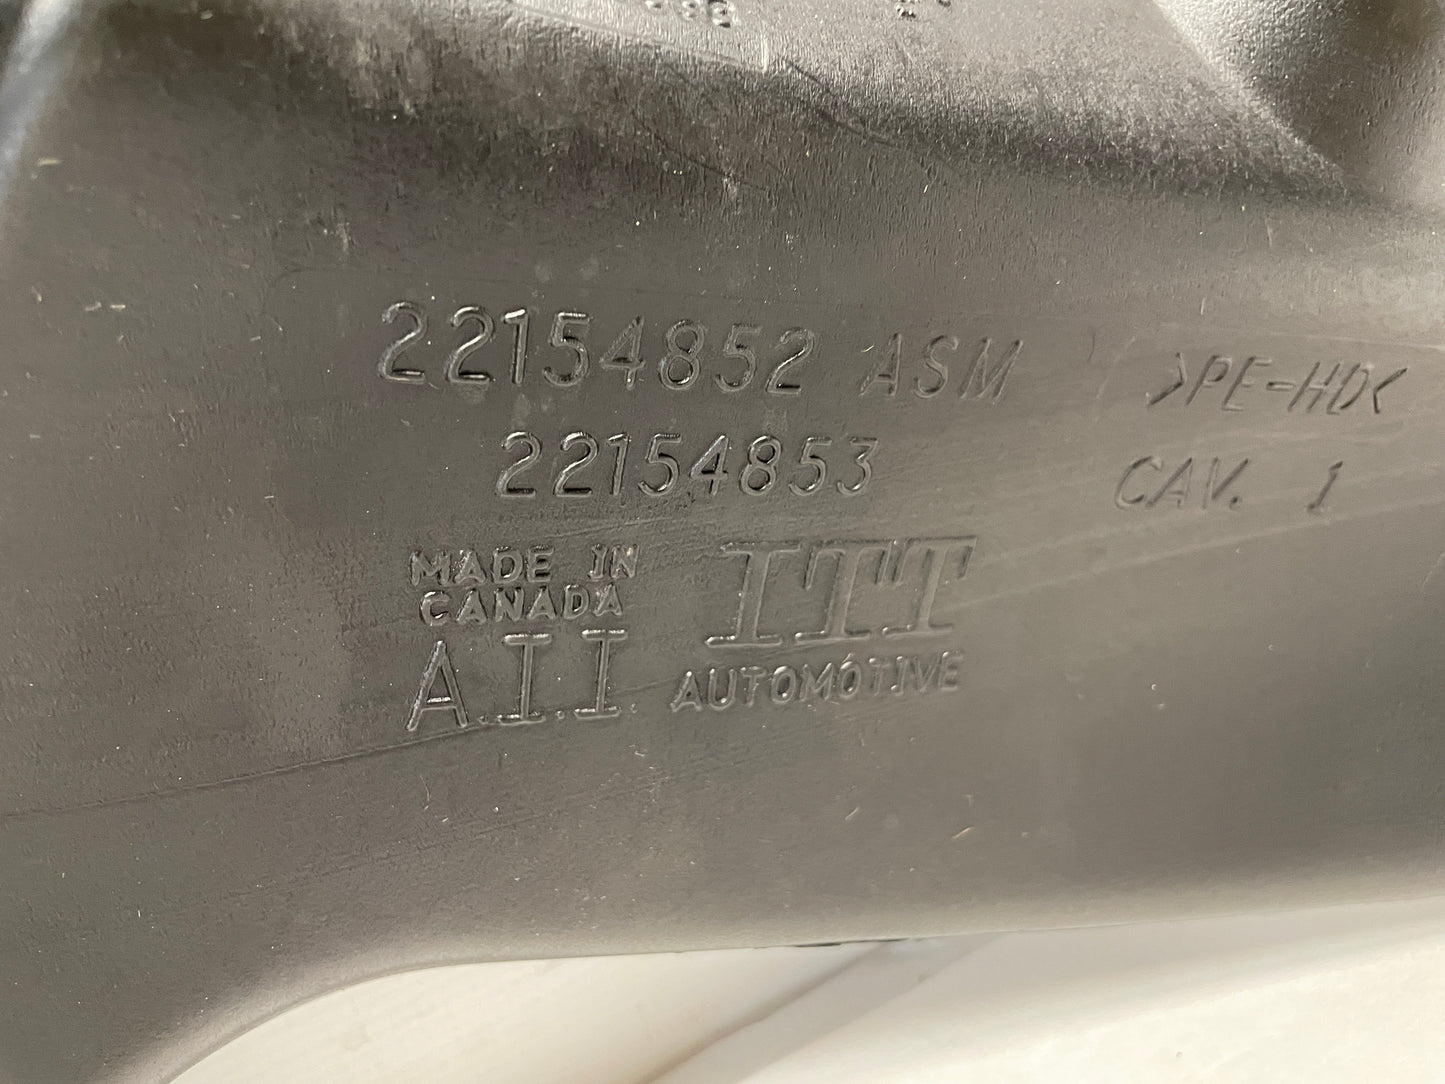 22154852 ASM
22154853
>PE-HD<
CAV. 1
MADE IN
CANADA
A.I.I.
ITT
AUTOMOTIVE